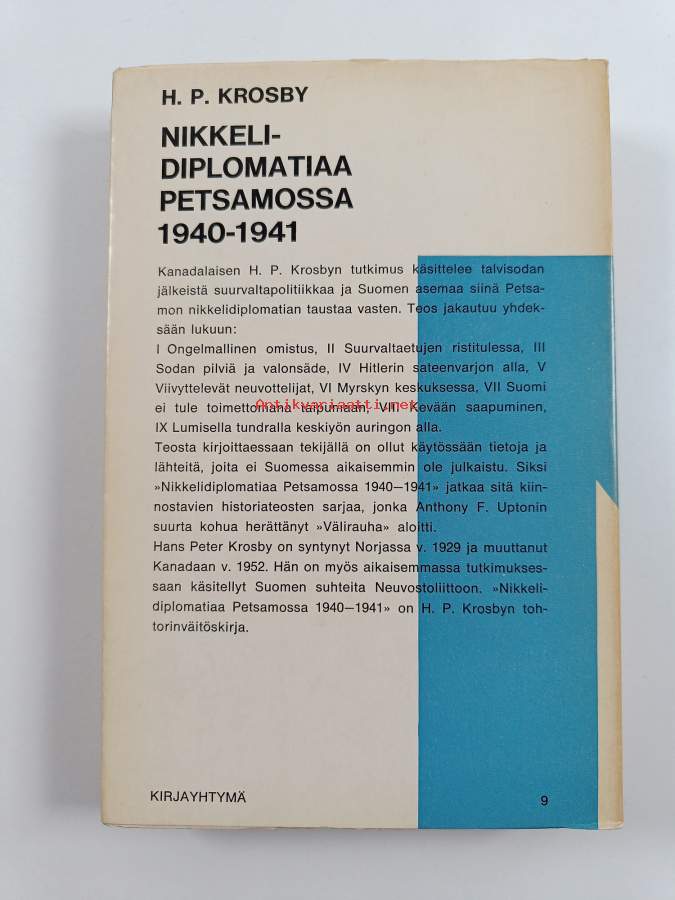 H. P. KROSBY
NIKKELI-
DIPLOMATIAA
PETSAMOSSA
1940-1941
Kanadalaisen H. P. Krosbyn tutkimus käsittelee talvisodan
jälkeistä suurvaltapolitiikkaa ja Suomen asemaa siinä Petsa-
mon nikkelidiplomatian taustaa vasten. Teos jakautuu yhdek-
sään lukuun:
I Ongelmallinen omistus, II Suurvaltaetujen ristitulessa, III
Sodan pilviä ja valonsäde, IV Hitlerin sateenvarjon alla, V
Viivyttelevät neuvottelijat, VI Myrskyn keskuksessa, VII Suomi
ei tule toimettomana taipumaan, VIII Kevään saapuminen,
Antikvariaatti.net
IX Lumisella tundralla keskiyön auringon alla.
Teosta kirjoittaessaan tekijällä on ollut käytössään tietoja ja
lähteitä, joita ei Suomessa aikaisemmin ole julkaistu. Siksi
»Nikkelidiplomatiaa Petsamossa 1940—1941» jatkaa sitä kiin-
nostavien historiateosten sarjaa, jonka Anthony F. Uptonin
suurta kohua herättänyt »Välirauha» aloitti.
Hans Peter Krosby on syntynyt Norjassa v. 1929 ja muuttanut
Kanadaan v. 1952. Hän on myös aikaisemmassa tutkimukses-
saan käsitellyt Suomen suhteita Neuvostoliittoon. »Nikkeli-
diplomatiaa Petsamossa 1940—1941» on H. P. Krosbyn toh-
torinväitöskirja.
KIRJAYHTYMÄ
9